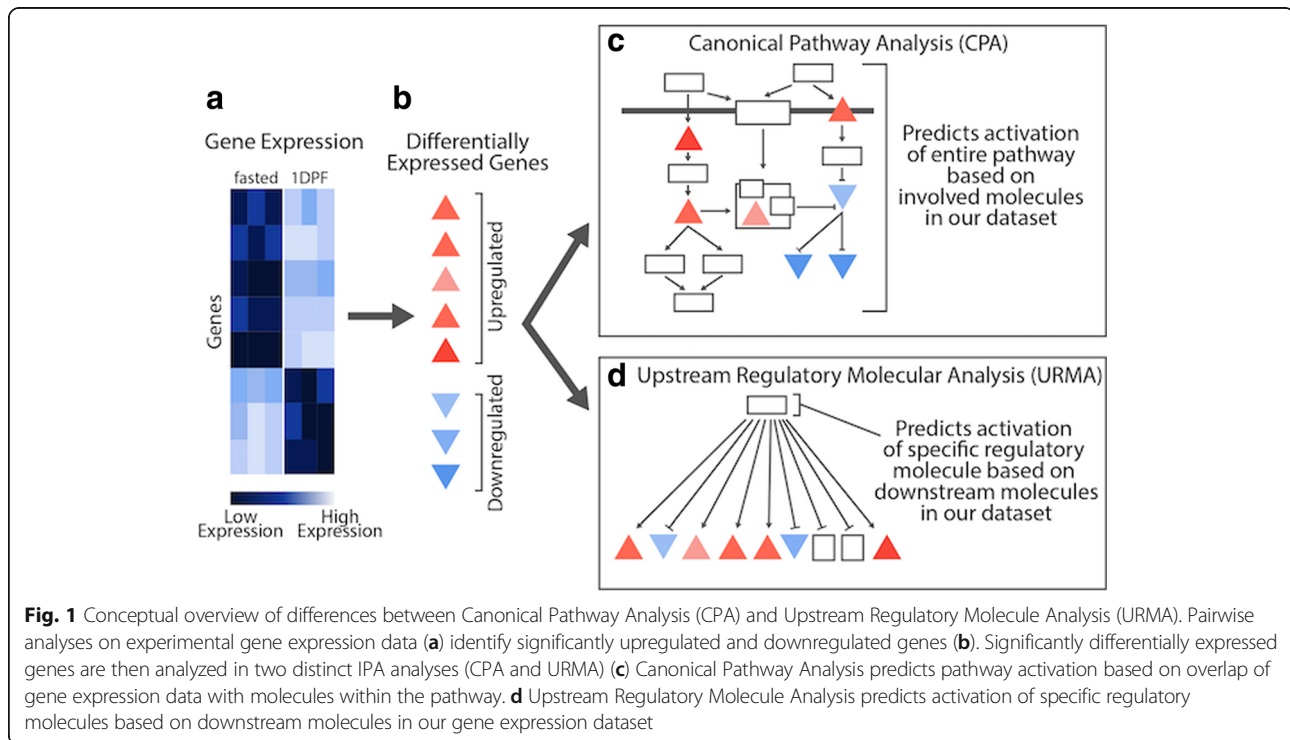 a
Gene Expression
fasted 1DPF
Genes
Low
Expression
High
Expression
b
Differentially
Expressed Genes
Upregulated
Downregulated
c
Canonical Pathway Analysis (CPA)
Predicts activation
of entire pathway
based on
involved molecules
in our dataset
d
Upstream Regulatory Molecular Analysis (URMA)
Predicts activation
of specific regulatory
molecule based on
downstream molecules
in our dataset
Fig. 1 Conceptual overview of differences between Canonical Pathway Analysis (CPA) and Upstream Regulatory Molecule Analysis (URMA). Pairwise
analyses on experimental gene expression data (a) identify significantly upregulated and downregulated genes (b). Significantly differentially expressed
genes are then analyzed in two distinct IPA analyses (CPA and URMA) (c) Canonical Pathway Analysis predicts pathway activation based on overlap of
gene expression data with molecules within the pathway. d Upstream Regulatory Molecule Analysis predicts activation of specific regulatory
molecules based on downstream molecules in our gene expression dataset